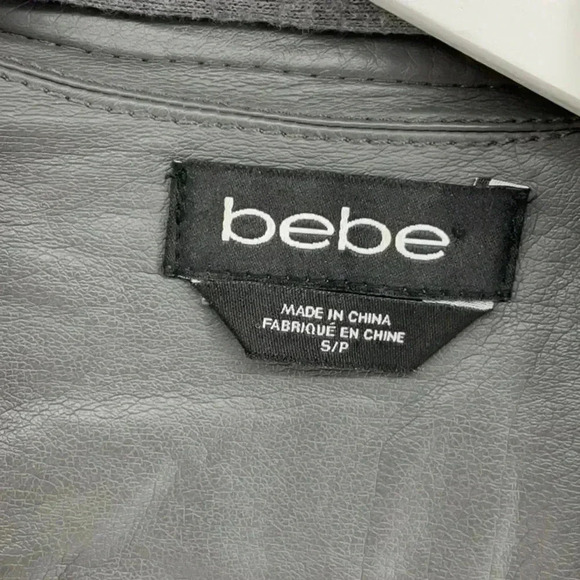 bebe
MADE IN CHINA
FABRIQUÉ EN CHINE
S/P